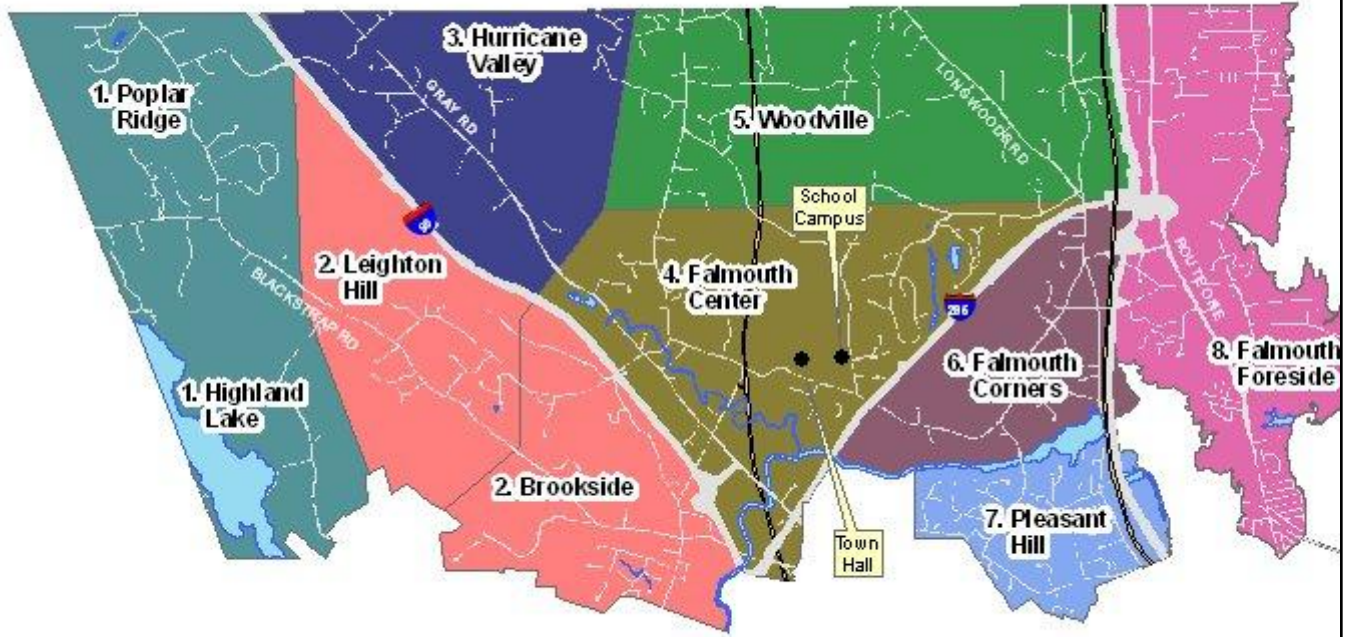 3. Hurricane
Valley
1. Poplar
Ridge
GRAY RD
LONGWOOD RD
5. Woodville
School
Campus
2. Leighton
Hill
4. Falmouth
Center
BLACKSTRAP RD
ROUTE ONE
295
6. Falmouth
Corners
8. Falmouth
Foreside
1. Highland
Lake
2. Brookside
7. Pleasant
Hill
Town
Hall